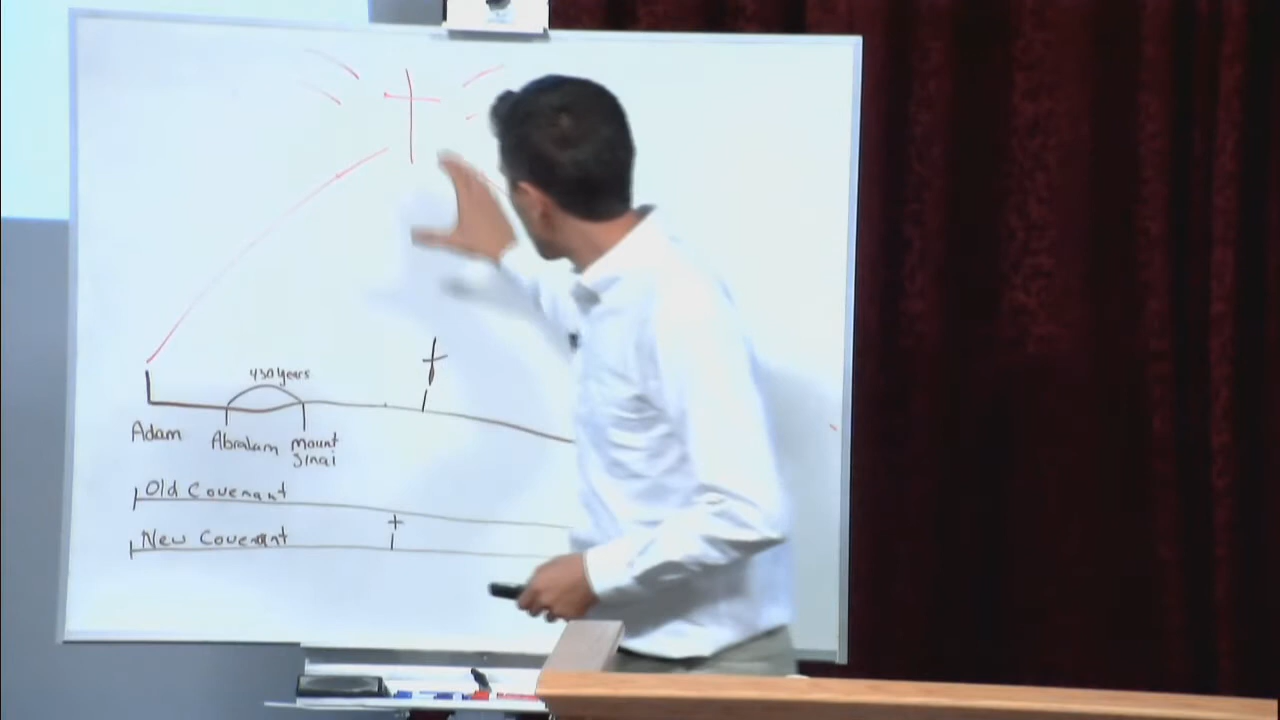 430 years
Adam
Abraham
Mount
Sinai
Old Covenant
New Covenant